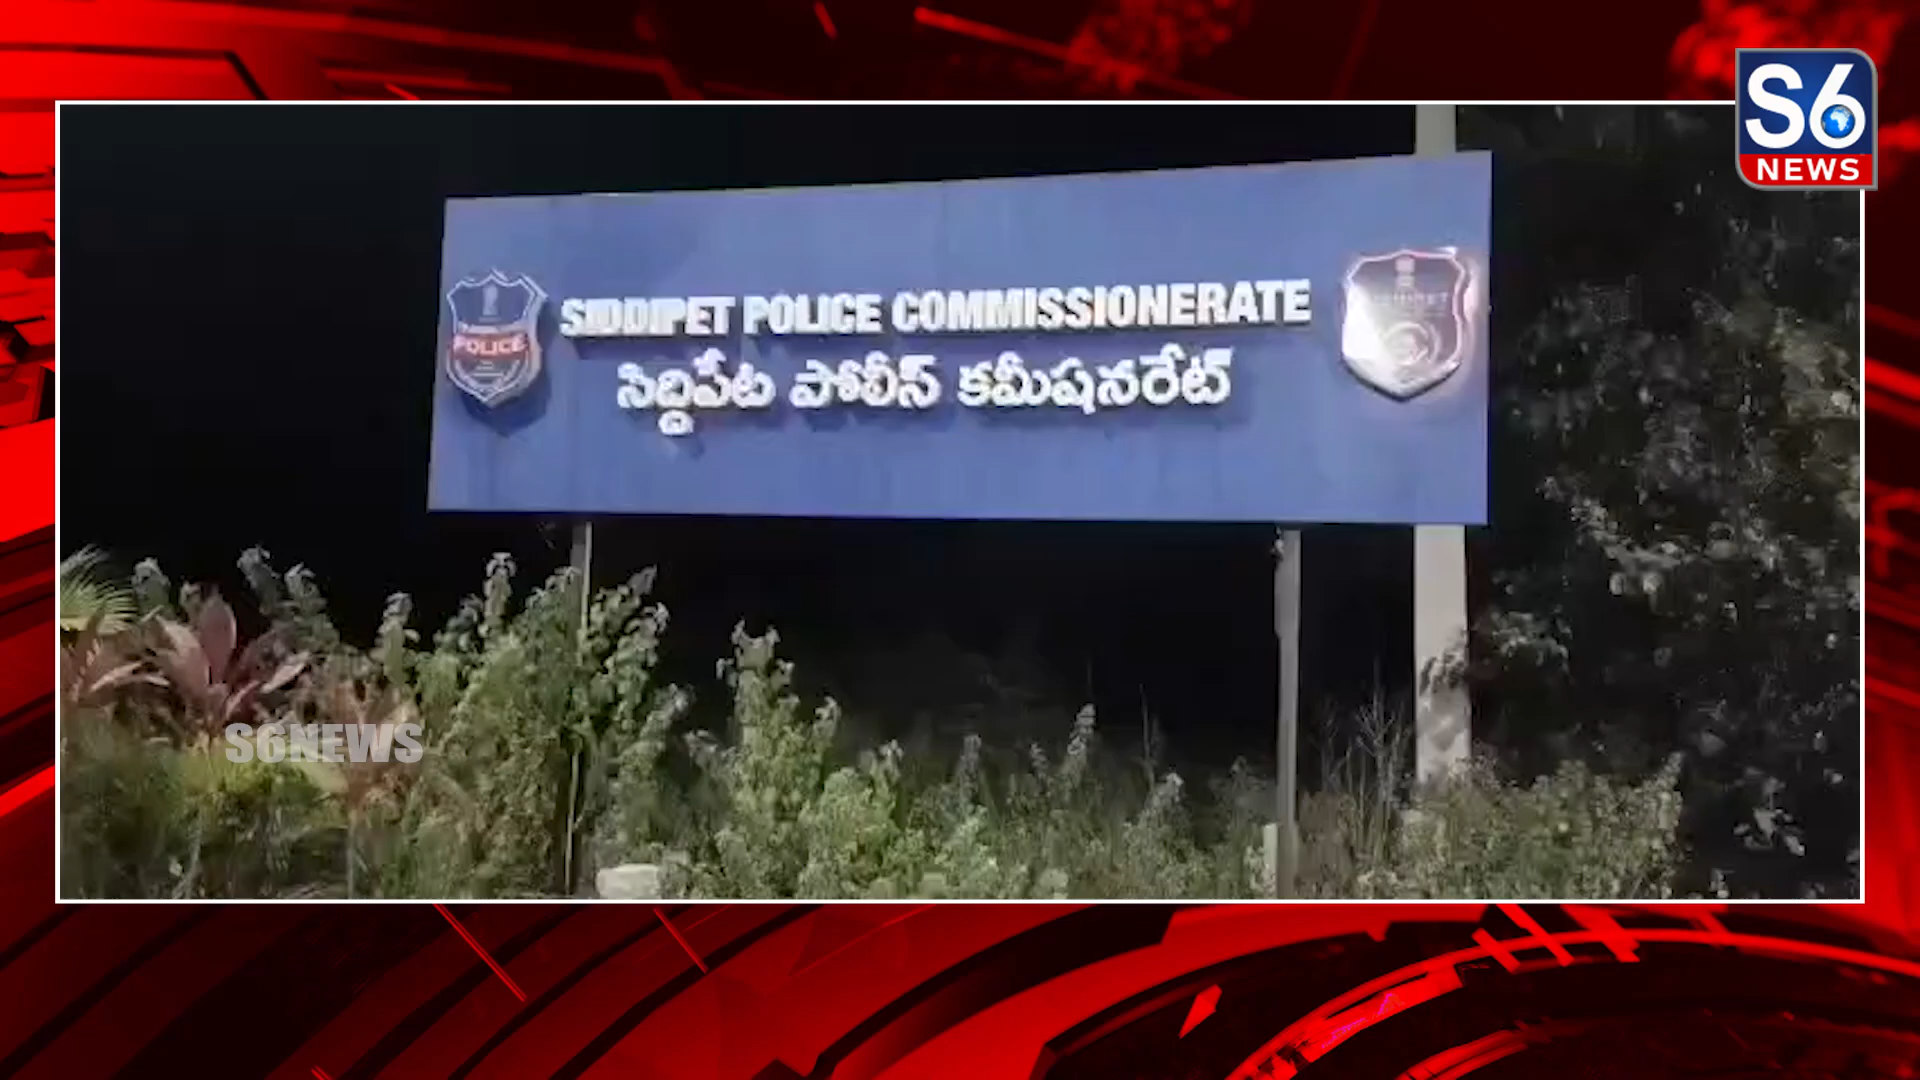 S6
NEWS
SIDDIPET POLICE COMMISSIONERATE
సిద్దిపేట పోలీస్ కమీషనరేట్
POLICE
S6NEWS